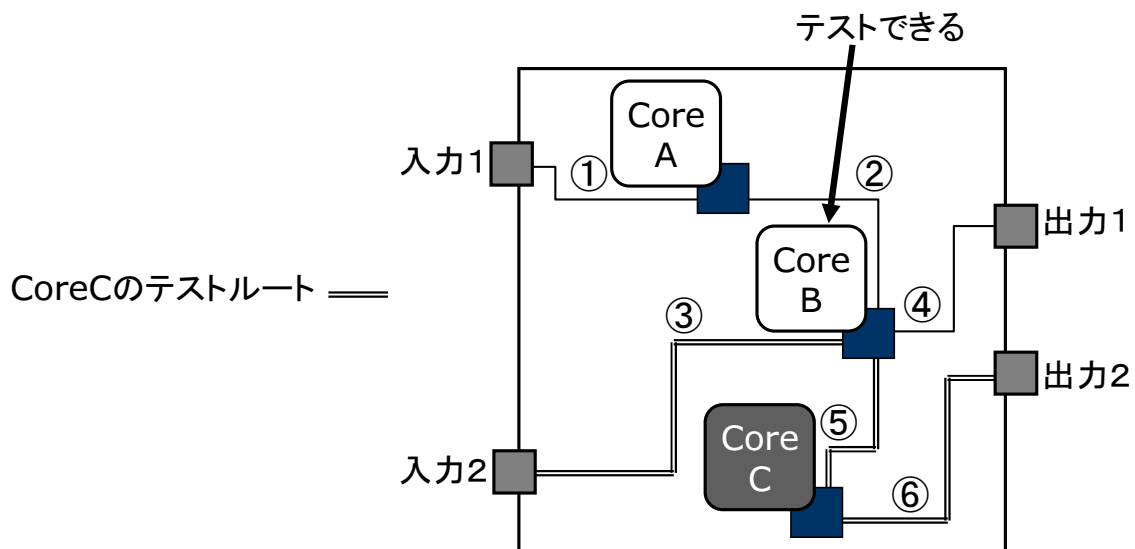 テストできる
Core
A
入力1
①
②
出力1
Core
B
CoreCのテストルート
③
④
出力2
Core
C
⑤
入力2
⑥